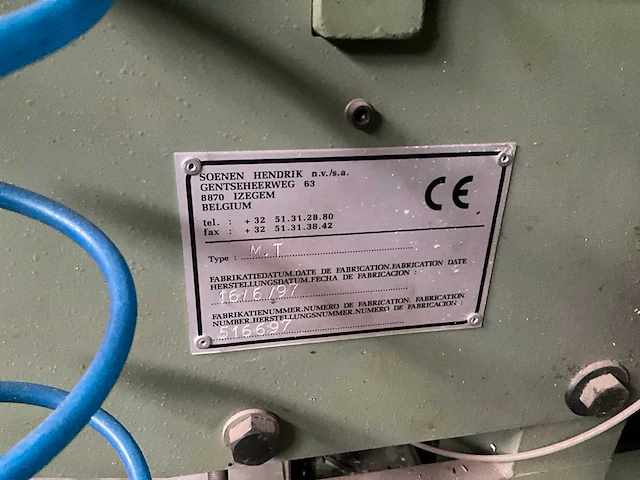 SOENEN HENDRIK n.v./s.a.
GENTSEHEERWEG 63
8870 IZEGEM
BELGIUM
CE
tel. : + 32 51.31.28.80
fax : + 32 51.31.38.42
Type : M.T
FABRIKATIEDATUM.DATE DE FABRICATION.FABRICATION DATE
HERSTELLUNGSDATUM.FECHA DE FABRICACION :
16/6/97
FABRIKATIENUMMER.NUMERO DE FABRICATION. FABRICATION
NUMBER.HERSTELLUNGSNUMMER.NUMERO DE FABRICACION :
516697